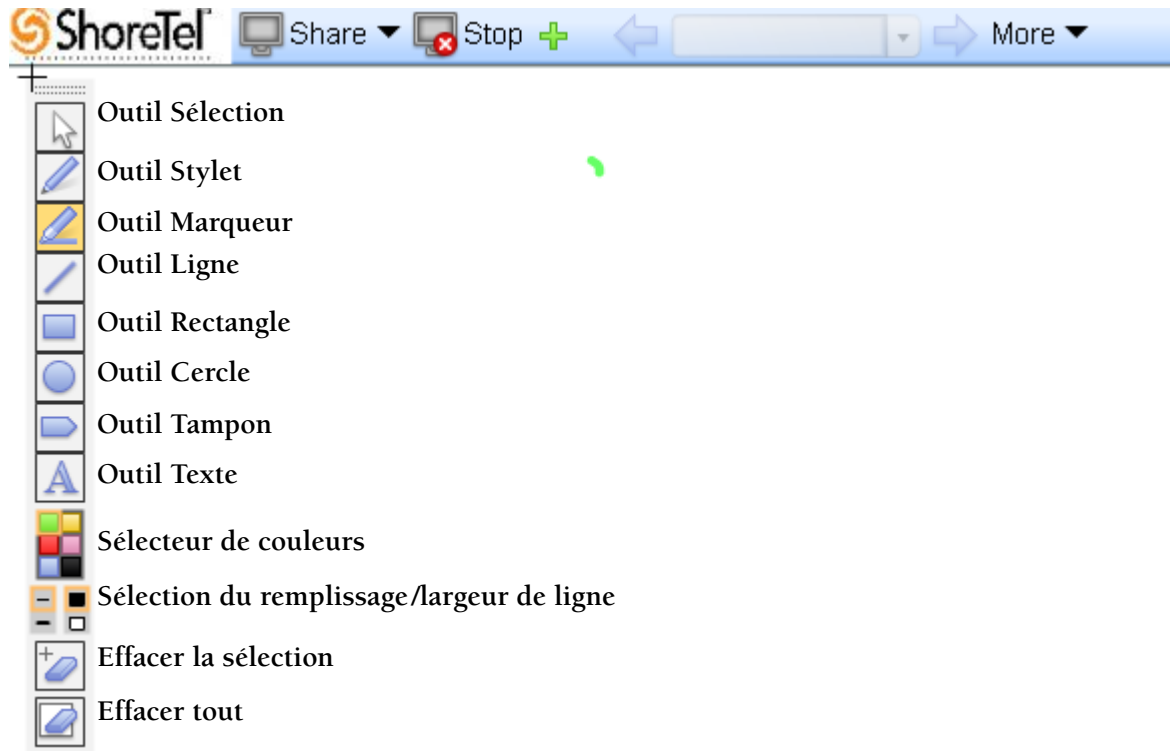 ShoreTel Share Stop More
Outil Sélection
Outil Stylet
Outil Marqueur
Outil Ligne
Outil Rectangle
Outil Cercle
Outil Tampon
Outil Texte
Sélecteur de couleurs
Sélection du remplissage/largeur de ligne
Effacer la sélection
Effacer tout